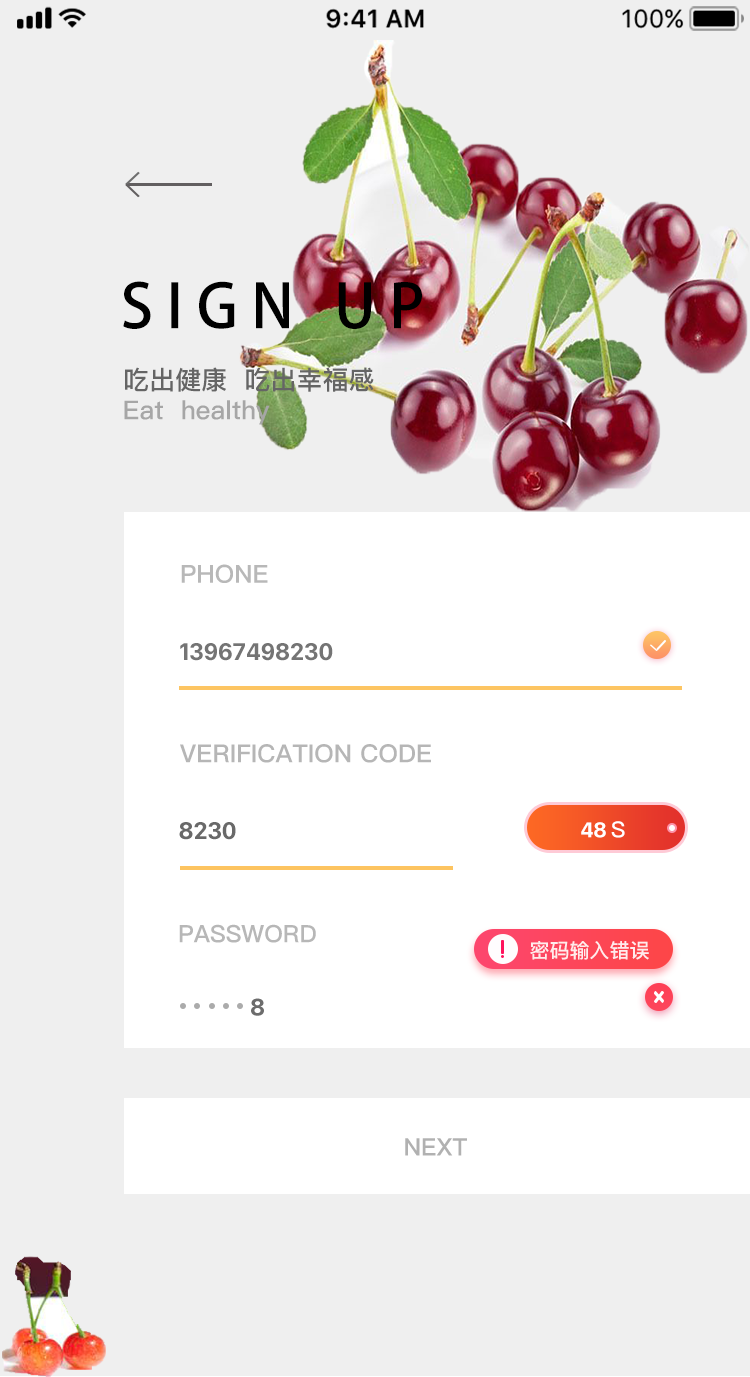 9:41 AM 100%
SIGN UP
吃出健康 吃出幸福感
Eat healthy
PHONE
13967498230
VERIFICATION CODE
8230
48 S
PASSWORD
密码输入错误
•••••8
NEXT